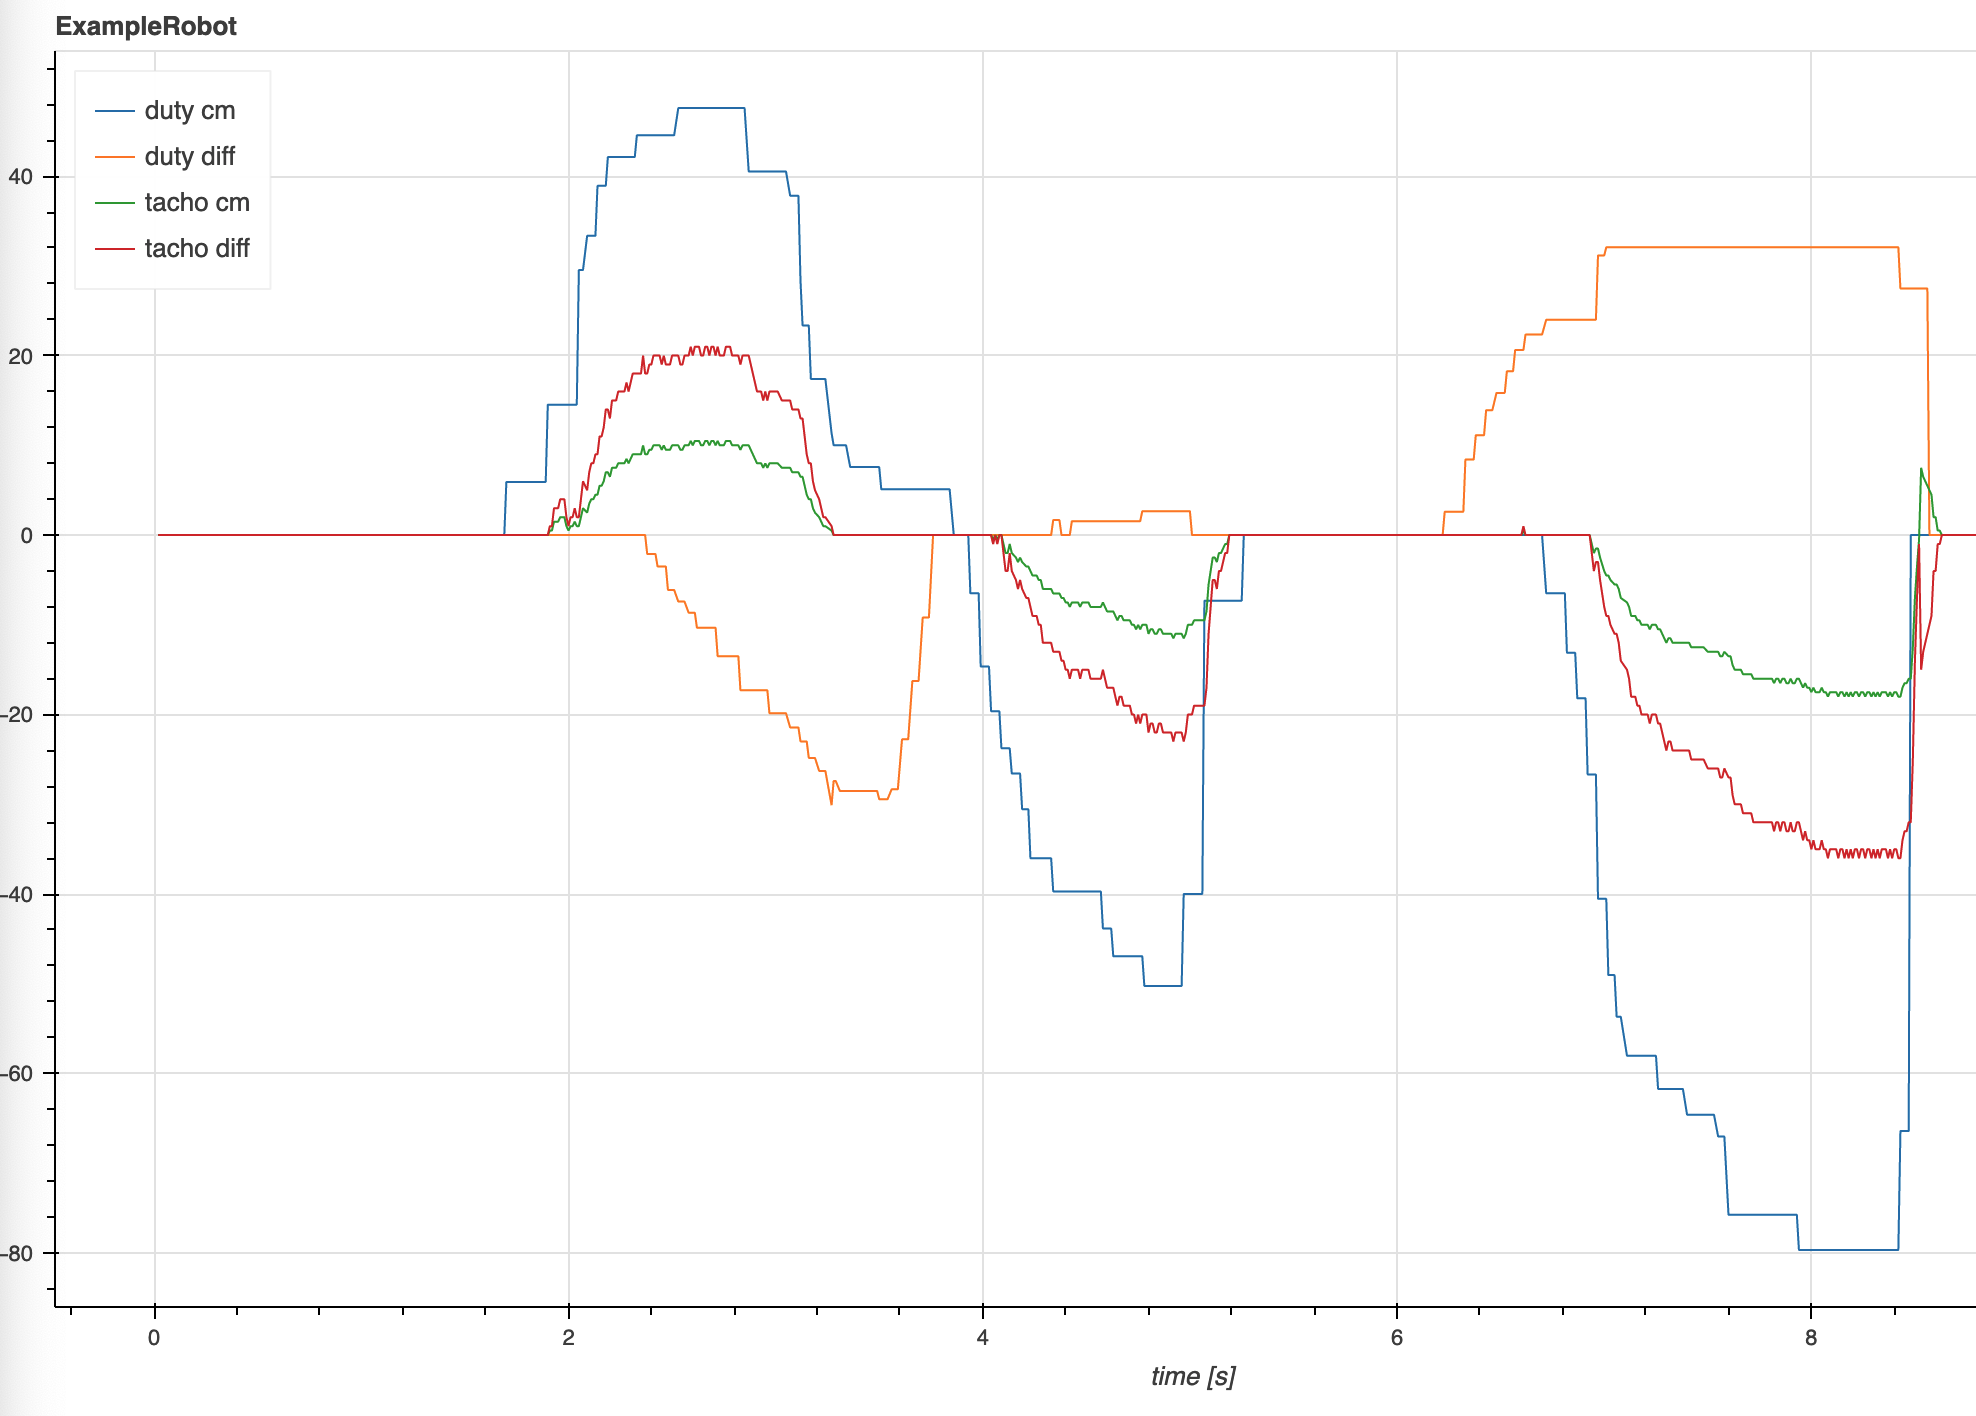 ExampleRobot
duty cm
duty diff
tacho cm
tacho diff
40
20
0
−20
−40
−60
−80
0 2 4 6 8
time [s]